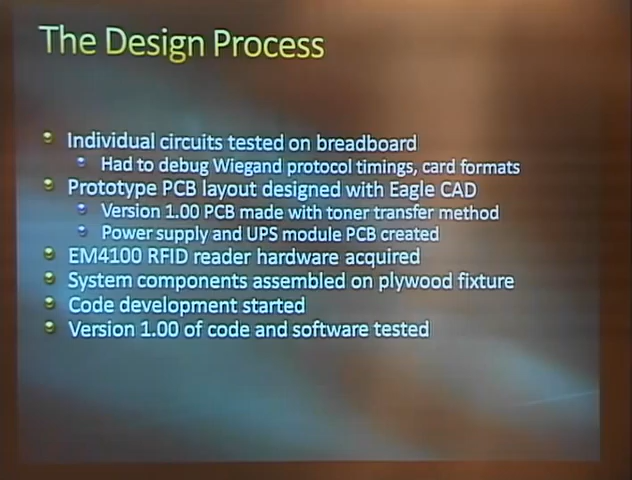 The Design Process
Individual circuits tested on breadboard
Had to debug Wiegand protocol timings, card formats
Prototype PCB layout designed with Eagle CAD
Version 1.00 PCB made with toner transfer method
Power supply and UPS module PCB created
EM4100 RFID reader hardware acquired
System components assembled on plywood fixture
Code development started
Version 1.00 of code and software tested